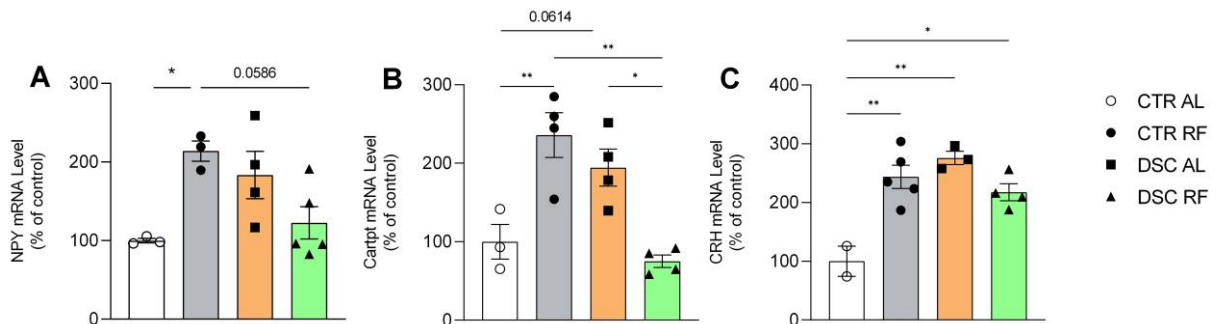 A
NPY mRNA Level
(% of control)
300
200
100
0
*
0.0586
B
Cartpt mRNA Level
(% of control)
300
200
100
0
0.0614
**
**
*
C
CRH mRNA Level
(% of control)
400
300
200
100
0
*
**
**
CTR AL
CTR RF
DSC AL
DSC RF